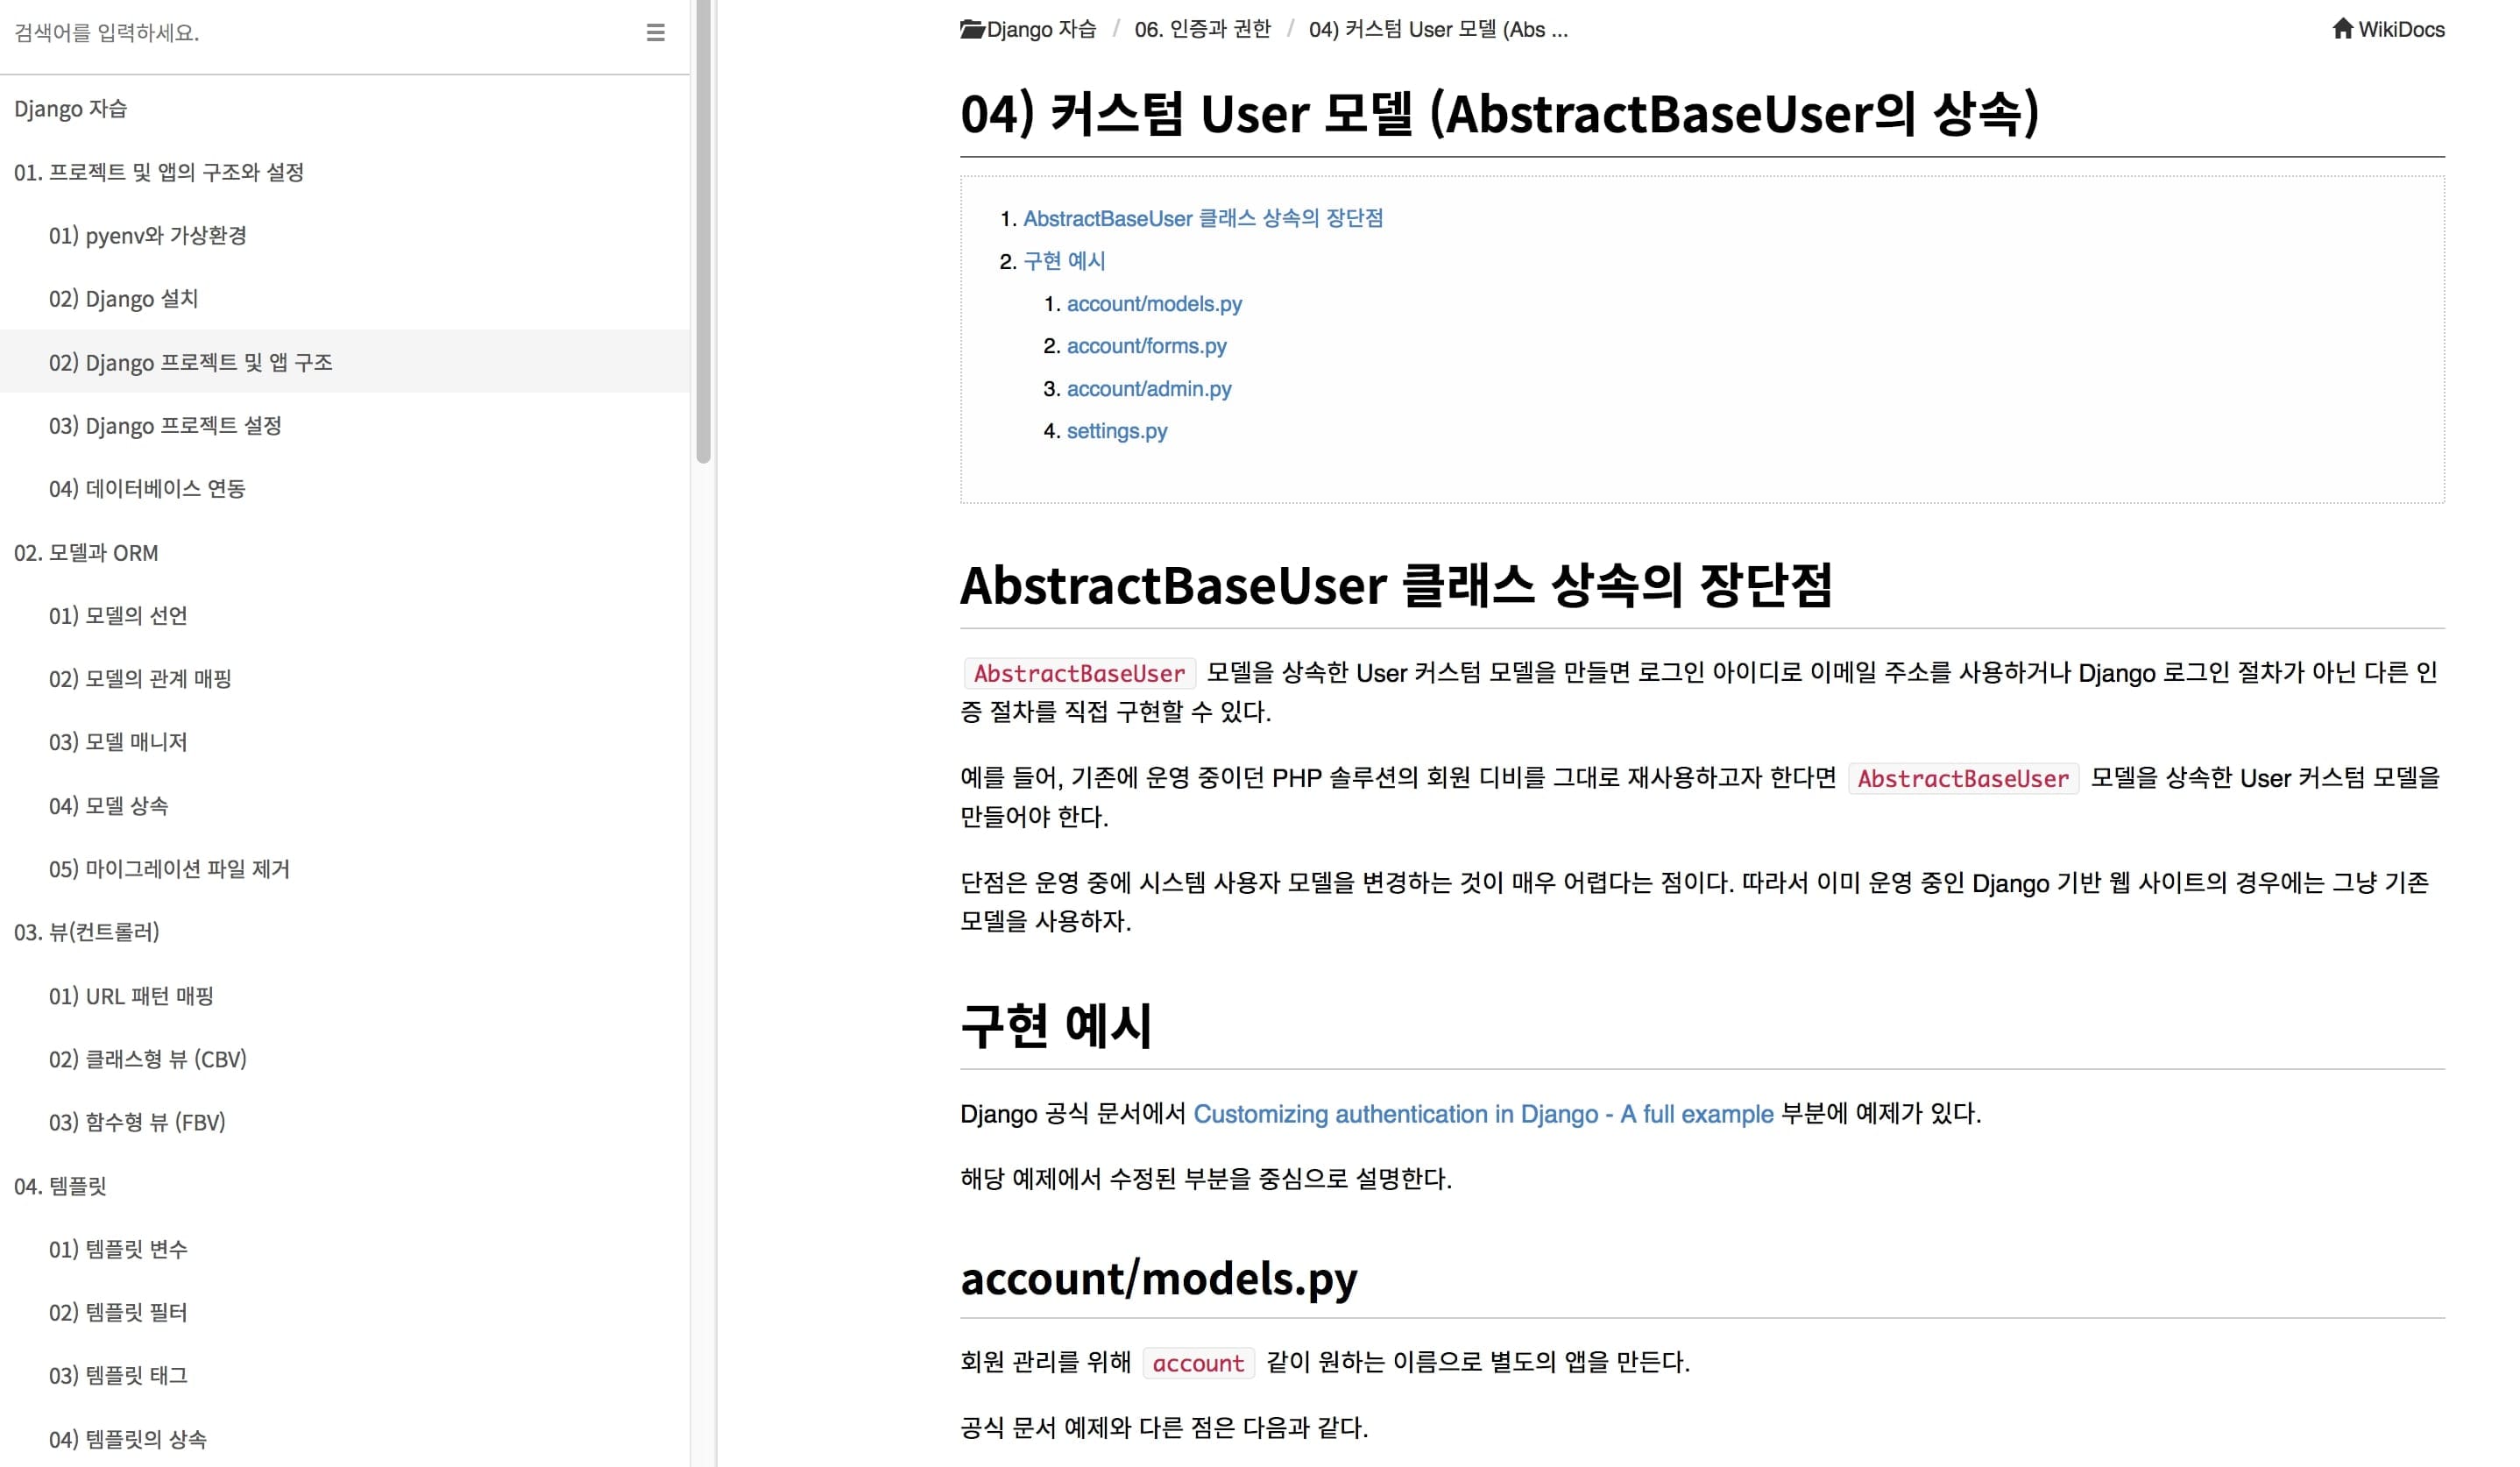 검색어를 입력하세요.
Django 자습
01. 프로젝트 및 앱의 구조와 설정
01) pyenv와 가상환경
02) Django 설치
02) Django 프로젝트 및 앱 구조
03) Django 프로젝트 설정
04) 데이터베이스 연동
02. 모델과 ORM
01) 모델의 선언
02) 모델의 관계 매핑
03) 모델 매니저
04) 모델 상속
05) 마이그레이션 파일 제거
03. 뷰(컨트롤러)
01) URL 패턴 매핑
02) 클래스형 뷰 (CBV)
03) 함수형 뷰 (FBV)
04. 템플릿
01) 템플릿 변수
02) 템플릿 필터
03) 템플릿 태그
04) 템플릿의 상속
Django 자습 / 06. 인증과 권한 / 04) 커스텀 User 모델 (Abs ...
WikiDocs
04) 커스텀 User 모델 (AbstractBaseUser의 상속)
1. AbstractBaseUser 클래스 상속의 장단점
2. 구현 예시
1. account/models.py
2. account/forms.py
3. account/admin.py
4. settings.py
AbstractBaseUser 클래스 상속의 장단점
AbstractBaseUser 모델을 상속한 User 커스텀 모델을 만들면 로그인 아이디로 이메일 주소를 사용하거나 Django 로그인 절차가 아닌 다른 인
증 절차를 직접 구현할 수 있다.
예를 들어, 기존에 운영 중이던 PHP 솔루션의 회원 디비를 그대로 재사용하고자 한다면 AbstractBaseUser 모델을 상속한 User 커스텀 모델을
만들어야 한다.
단점은 운영 중에 시스템 사용자 모델을 변경하는 것이 매우 어렵다는 점이다. 따라서 이미 운영 중인 Django 기반 웹 사이트의 경우에는 그냥 기존
모델을 사용하자.
구현 예시
Django 공식 문서에서 Customizing authentication in Django - A full example 부분에 예제가 있다.
해당 예제에서 수정된 부분을 중심으로 설명한다.
account/models.py
회원 관리를 위해 account 같이 원하는 이름으로 별도의 앱을 만든다.
공식 문서 예제와 다른 점은 다음과 같다.